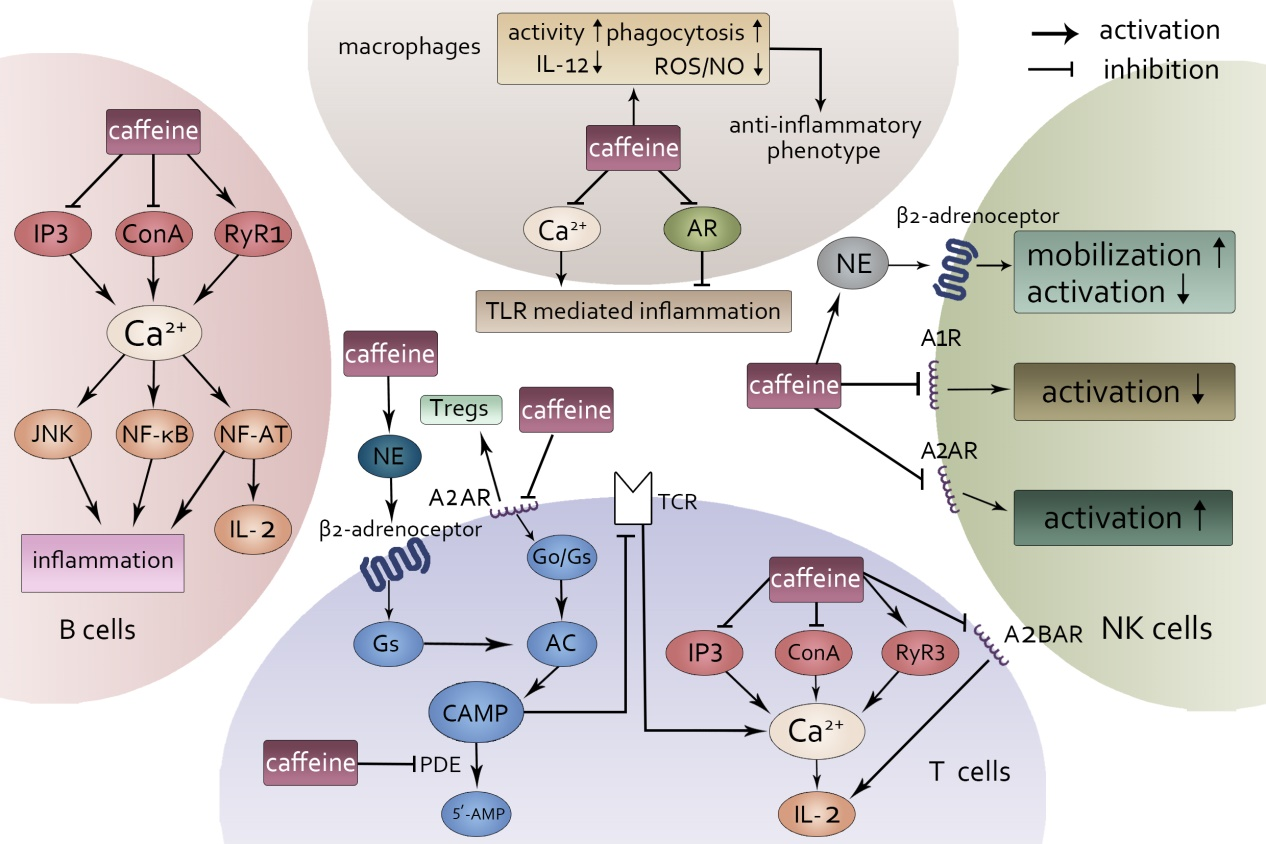 macrophages
activity ↑ phagocytosis ↑
IL-12 ↓ ROS/NO ↓
activation
inhibition
anti-inflammatory
phenotype
caffeine
Ca²⁺
AR
TLR mediated inflammation
caffeine
IP3
ConA
RyR1
Ca²⁺
JNK
NF-κB
NF-AT
IL-2
inflammation
B cells
β2-adrenoceptor
NE
mobilization ↑
activation ↓
A1R
caffeine
activation ↓
A2AR
activation ↑
NK cells
caffeine
Tregs
caffeine
NE
A2AR
TCR
β2-adrenoceptor
Go/Gs
Gs
AC
CAMP
caffeine
PDE
5'-AMP
caffeine
IP3
ConA
RyR3
A2BAR
Ca²⁺
T cells
IL-2